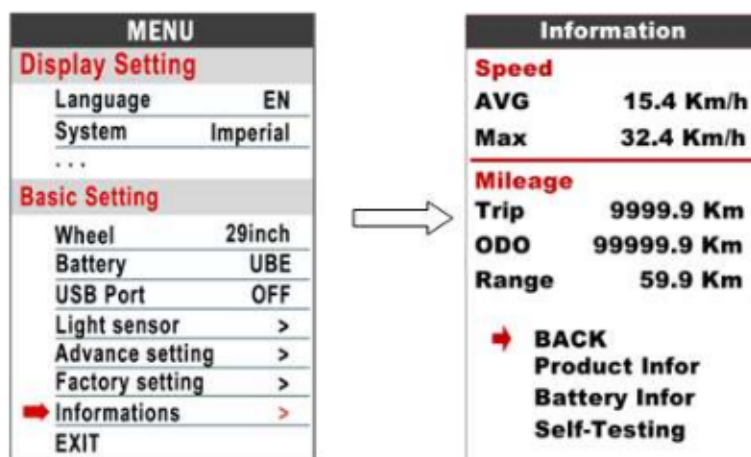 MENU
Display Setting
Language EN
System Imperial
...
Basic Setting
Wheel 29inch
Battery UBE
USB Port OFF
Light sensor >
Advance setting >
Factory setting >
Informations >
EXIT
Information
Speed
AVG 15.4 Km/h
Max 32.4 Km/h
Mileage
Trip 9999.9 Km
ODO 99999.9 Km
Range 59.9 Km
BACK
Product Infor
Battery Infor
Self-Testing